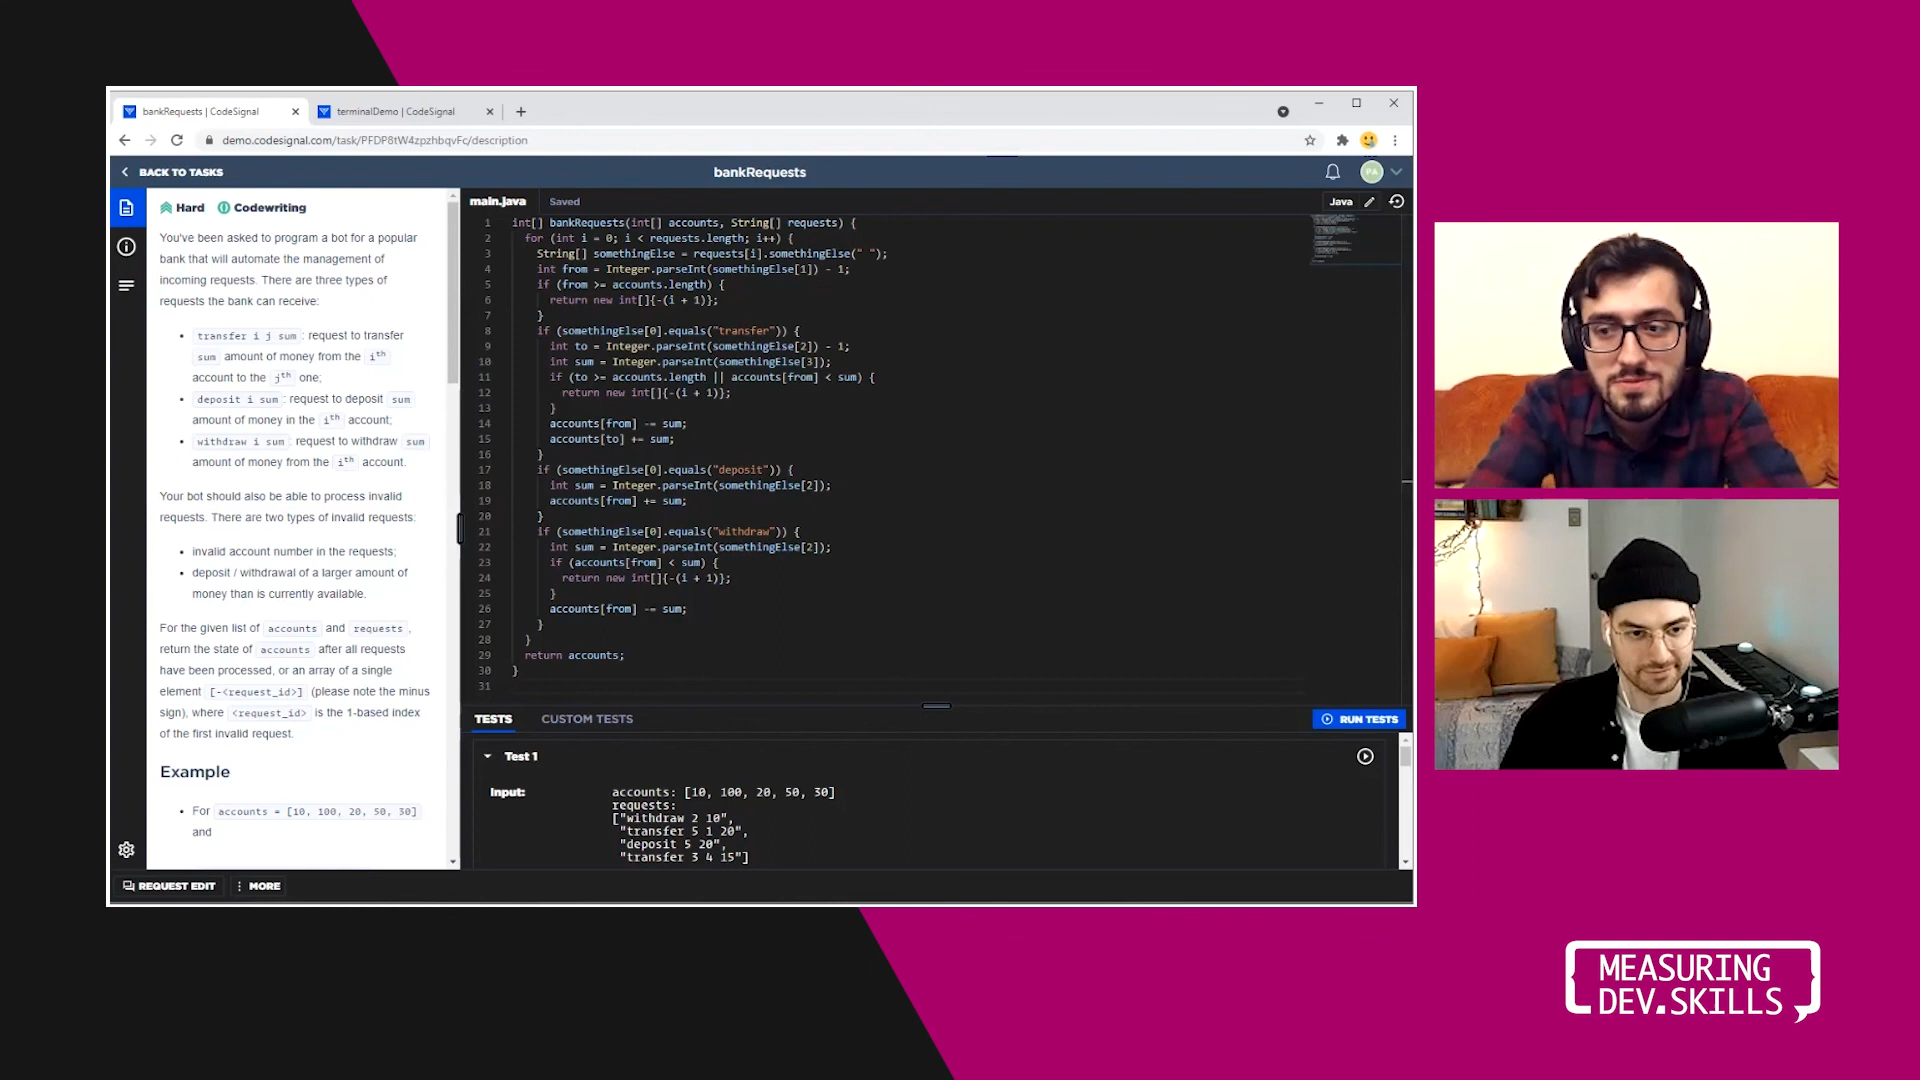 bankRequests | CodeSignal
terminalDemo | CodeSignal
demo.codesignal.com/task/PFDP8tW4zpzhbqvFc/description
BACK TO TASKS
bankRequests
PA
Hard Codewriting
You've been asked to program a bot for a popular
bank that will automate the management of
incoming requests. There are three types of
requests the bank can receive:
• transfer i j sum: request to transfer
sum amount of money from the ith
account to the jth one;
• deposit i sum: request to deposit sum
amount of money in the ith account;
• withdraw i sum: request to withdraw sum
amount of money from the ith account.
Your bot should also be able to process invalid
requests. There are two types of invalid requests:
• invalid account number in the requests;
• deposit / withdrawal of a larger amount of
money than is currently available.
For the given list of accounts and requests,
return the state of accounts after all requests
have been processed, or an array of a single
element [-<request_id>] (please note the minus
sign), where <request_id> is the 1-based index
of the first invalid request.
Example
• For accounts = [10, 100, 20, 50, 30]
and
REQUEST EDIT
MORE
main.java Saved
Java
1 int[] bankRequests(int[] accounts, String[] requests) {
2 for (int i = 0; i < requests.length; i++) {
3 String[] somethingElse = requests[i].somethingElse(" ");
4 int from = Integer.parseInt(somethingElse[1]) - 1;
5 if (from >= accounts.length) {
6 return new int[]{-(i + 1)};
7 }
8 if (somethingElse[0].equals("transfer")) {
9 int to = Integer.parseInt(somethingElse[2]) - 1;
10 int sum = Integer.parseInt(somethingElse[3]);
11 if (to >= accounts.length || accounts[from] < sum) {
12 return new int[]{-(i + 1)};
13 }
14 accounts[from] -= sum;
15 accounts[to] += sum;
16 }
17 if (somethingElse[0].equals("deposit")) {
18 int sum = Integer.parseInt(somethingElse[2]);
19 accounts[from] += sum;
20 }
21 if (somethingElse[0].equals("withdraw")) {
22 int sum = Integer.parseInt(somethingElse[2]);
23 if (accounts[from] < sum) {
24 return new int[]{-(i + 1)};
25 }
26 accounts[from] -= sum;
27 }
28 }
29 return accounts;
30 }
31
TESTS CUSTOM TESTS
RUN TESTS
Test 1
Input:
accounts: [10, 100, 20, 50, 30]
requests:
["withdraw 2 10",
"transfer 5 1 20",
"deposit 5 20",
"transfer 3 4 15"]
MEASURING
DEV.SKILLS